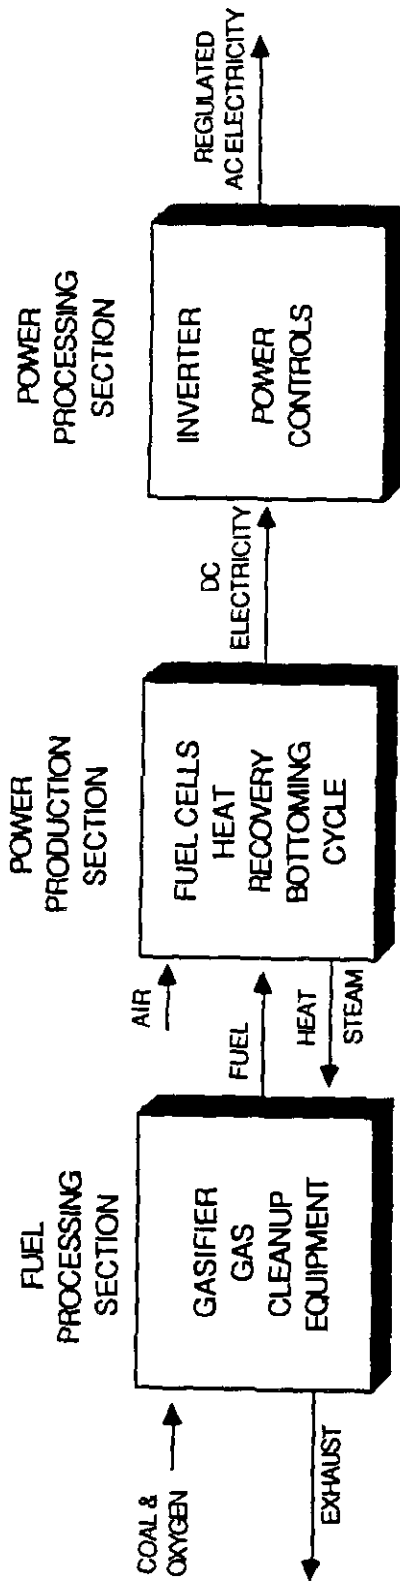 FUEL
PROCESSING
SECTION
COAL &
OXYGEN
GASIFIER
GAS
CLEANUP
EQUIPMENT
EXHAUST
POWER
PRODUCTION
SECTION
AIR
FUEL
HEAT
STEAM
FUEL CELLS
HEAT
RECOVERY
BOTTOMING
CYCLE
POWER
PROCESSING
SECTION
DC
ELECTRICITY
INVERTER
POWER
CONTROLS
REGULATED
AC ELECTRICITY